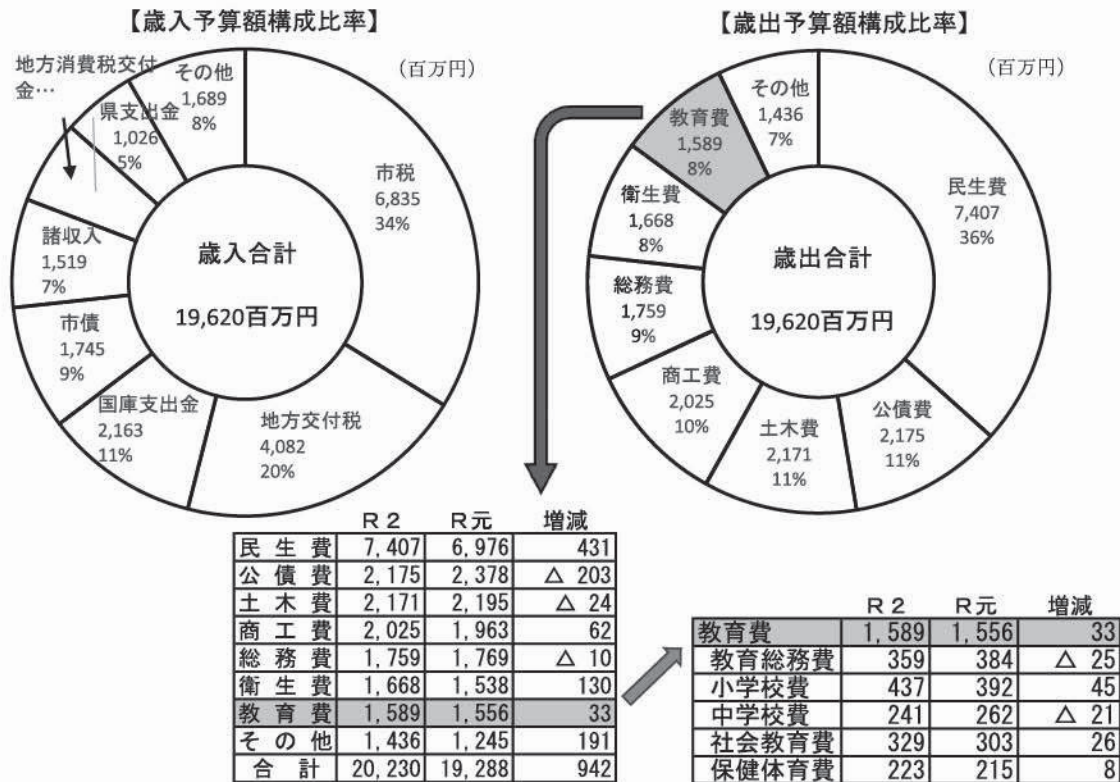 【歳入予算額構成比率】
(百万円)
地方消費税交付
金…
県支出金
1,026
5%
その他
1,689
8%
市税
6,835
34%
諸収入
1,519
7%
市債
1,745
9%
国庫支出金
2,163
11%
地方交付税
4,082
20%
歳入合計
19,620百万円
【歳出予算額構成比率】
(百万円)
教育費
1,589
8%
その他
1,436
7%
民生費
7,407
36%
衛生費
1,668
8%
総務費
1,759
9%
商工費
2,025
10%
土木費
2,171
11%
公債費
2,175
11%
歳出合計
19,620百万円
R2 R元 増減
民生費 7,407 6,976 431
公債費 2,175 2,378 △ 203
土木費 2,171 2,195 △ 24
商工費 2,025 1,963 62
総務費 1,759 1,769 △ 10
衛生費 1,668 1,538 130
教育費 1,589 1,556 33
その他 1,436 1,245 191
合計 20,230 19,288 942
R2 R元 増減
教育費 1,589 1,556 33
教育総務費 359 384 △ 25
小学校費 437 392 45
中学校費 241 262 △ 21
社会教育費 329 303 26
保健体育費 223 215 8